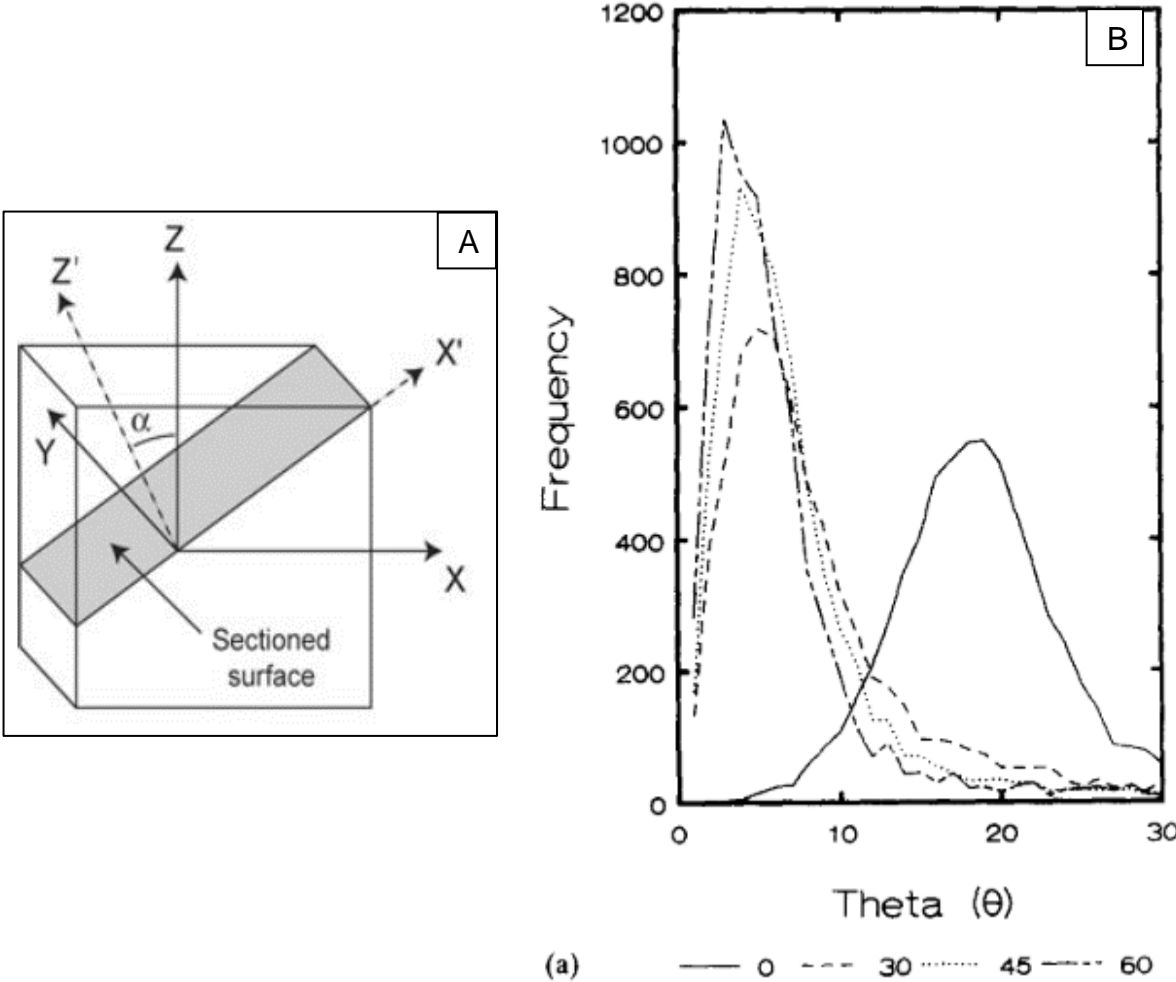 A
Z
Z'
X'
α
Y
X
Sectioned
surface
B
1200
1000
800
600
400
200
0
Frequency
0 10 20 30
Theta (θ)
(a) 0 30 45 60